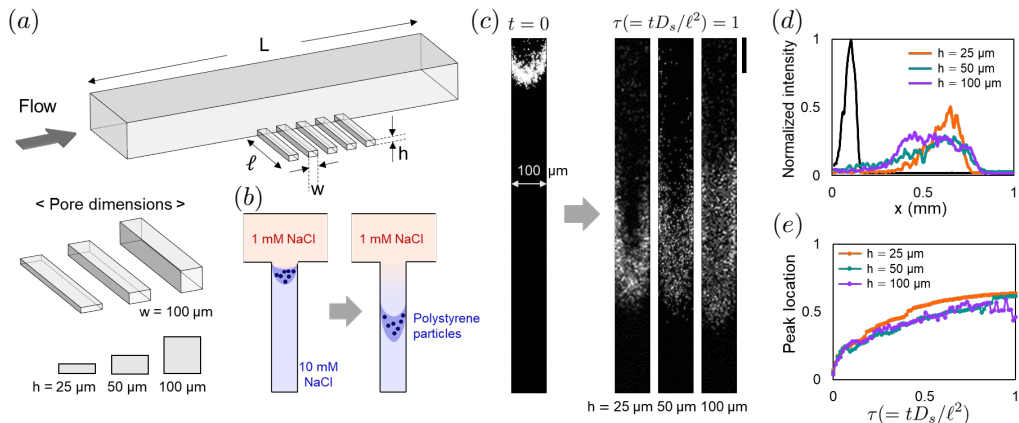 (a)
L
Flow
h
ℓ
w
< Pore dimensions >
w = 100 μm
h = 25 μm
50 μm
100 μm
(b)
1 mM NaCl
1 mM NaCl
Polystyrene
particles
10 mM
NaCl
(c)
t = 0
τ(= tDₛ/ℓ²) = 1
100 μm
h = 25 μm
50 μm
100 μm
(d)
Normalized intensity
1
0.5
0
h = 25 μm
h = 50 μm
h = 100 μm
0
0.5
1
x (mm)
(e)
Peak location
1
0.5
0
h = 25 μm
h = 50 μm
h = 100 μm
0
0.5
1
τ(= tDₛ/ℓ²)